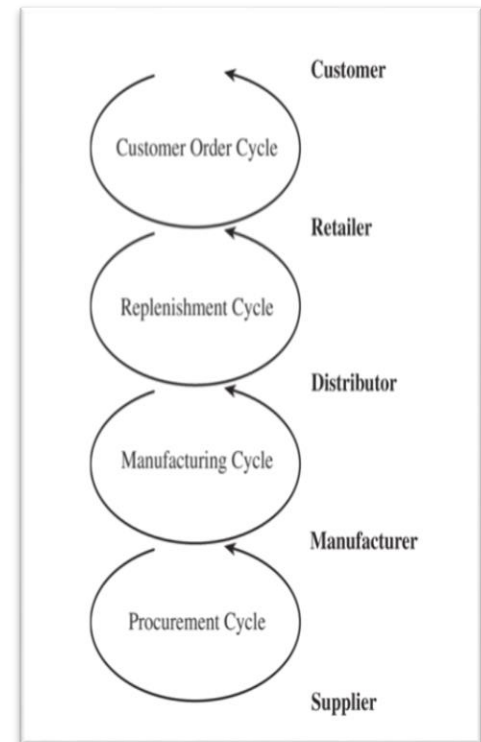 Customer
Customer Order Cycle
Retailer
Replenishment Cycle
Distributor
Manufacturing Cycle
Manufacturer
Procurement Cycle
Supplier